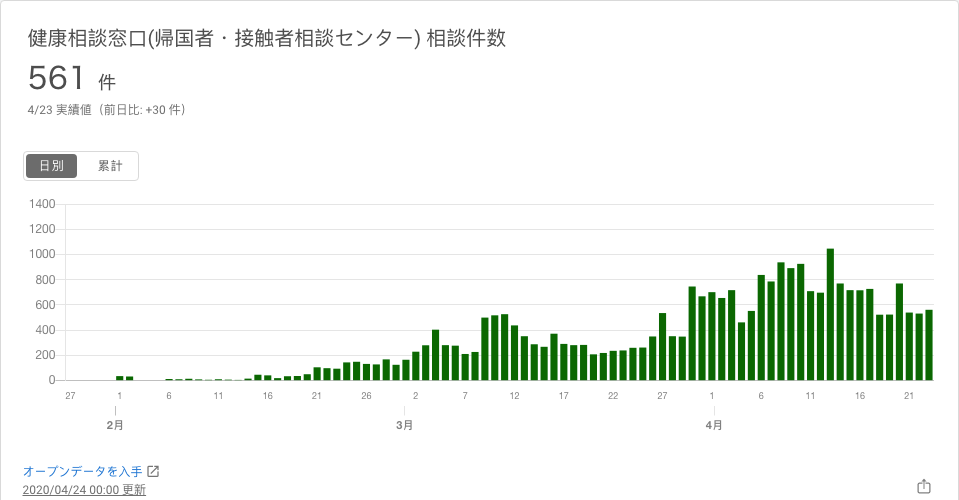 健康相談窓口(帰国者・接触者相談センター) 相談件数
561 件
4/23 実績値（前日比: +30 件）
日別 累計
1400
1200
1000
800
600
400
200
0
27 1 6 11 16 21 26 2 7 12 17 22 27 1 6 11 16 21
2月 3月 4月
オープンデータを入手
2020/04/24 00:00 更新